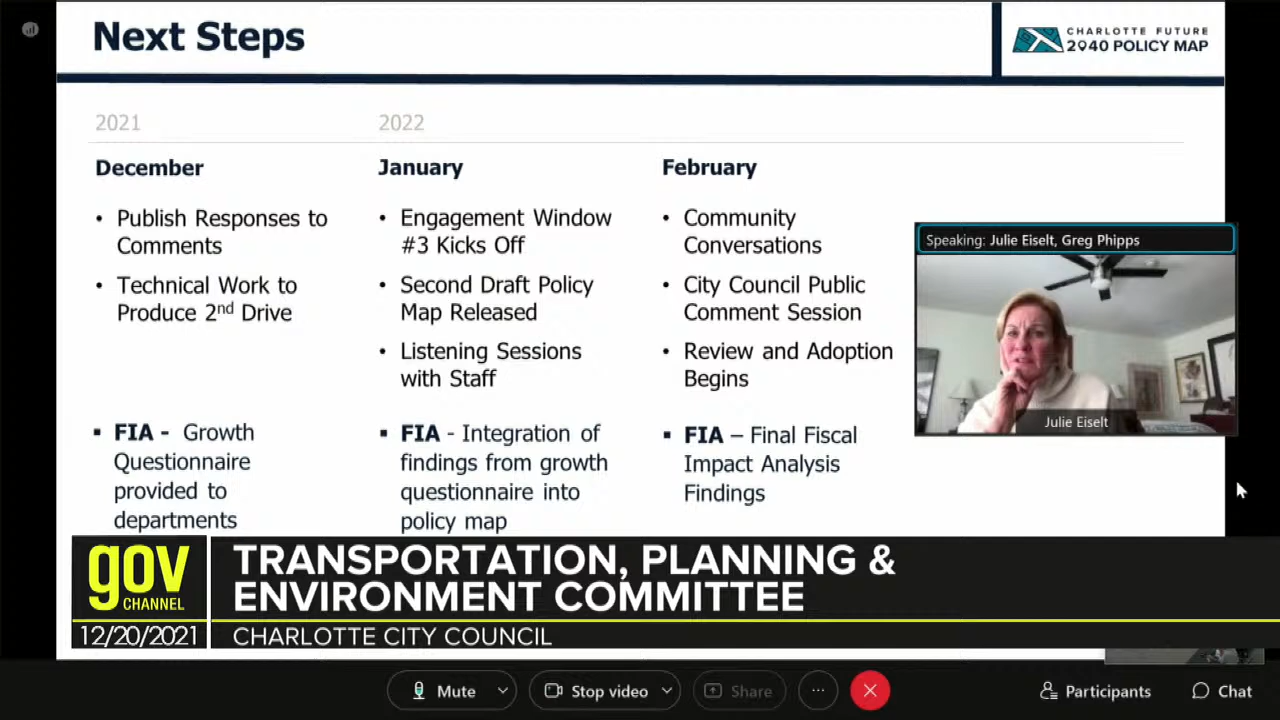 Next Steps
CHARLOTTE FUTURE
2040 POLICY MAP
2021
2022
December
January
February
• Publish Responses to
Comments
• Technical Work to
Produce 2nd Drive
• Engagement Window
#3 Kicks Off
• Second Draft Policy
Map Released
• Listening Sessions
with Staff
• Community
Conversations
• City Council Public
Comment Session
• Review and Adoption
Begins
▪ FIA - Growth
Questionnaire
provided to
departments
▪ FIA - Integration of
findings from growth
questionnaire into
policy map
▪ FIA – Final Fiscal
Impact Analysis
Findings
Speaking: Julie Eiselt, Greg Phipps
Julie Eiselt
gov
CHANNEL
12/20/2021
TRANSPORTATION, PLANNING &
ENVIRONMENT COMMITTEE
CHARLOTTE CITY COUNCIL
Mute
Stop video
Share
Participants
Chat